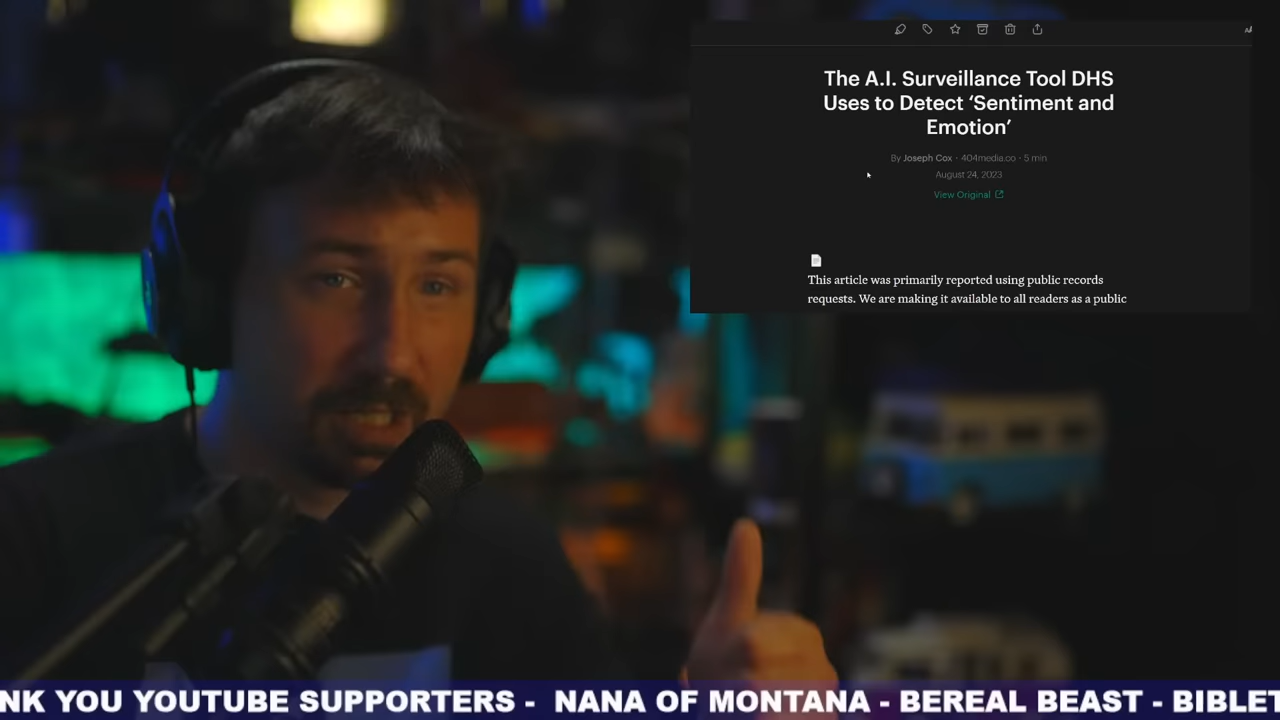 The A.I. Surveillance Tool DHS
Uses to Detect ‘Sentiment and
Emotion’
By Joseph Cox · 404media.co · 5 min
August 24, 2023
View Original
This article was primarily reported using public records
requests. We are making it available to all readers as a public
NK YOU YOUTUBE SUPPORTERS - NANA OF MONTANA - BEREAL BEAST - BIBLET